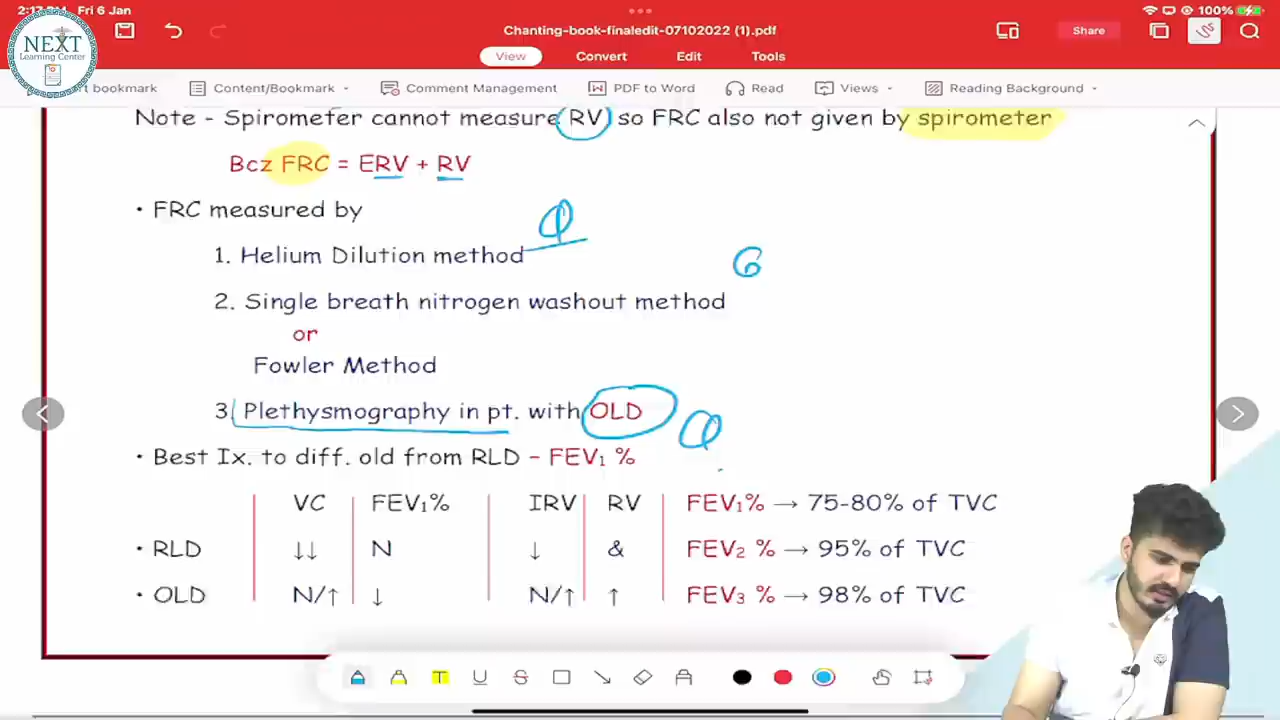 2:17 PM Fri 6 Jan
100%
Chanting-book-finaledit-07102022 (1).pdf
Share
NEXT
Learning Center
View Convert Edit Tools
bookmark Content/Bookmark Comment Management PDF to Word Read Views Reading Background
Note - Spirometer cannot measure RV so FRC also not given by spirometer
Bcz FRC = ERV + RV
• FRC measured by
1. Helium Dilution method
2. Single breath nitrogen washout method
or
Fowler Method
3. Plethysmography in pt. with OLD
• Best Ix. to diff. old from RLD - FEV₁ %
VC FEV₁% IRV RV FEV₁% → 75-80% of TVC
• RLD ↓↓ N ↓ & FEV₂ % → 95% of TVC
• OLD N/↑ ↓ N/↑ ↑ FEV₃ % → 98% of TVC